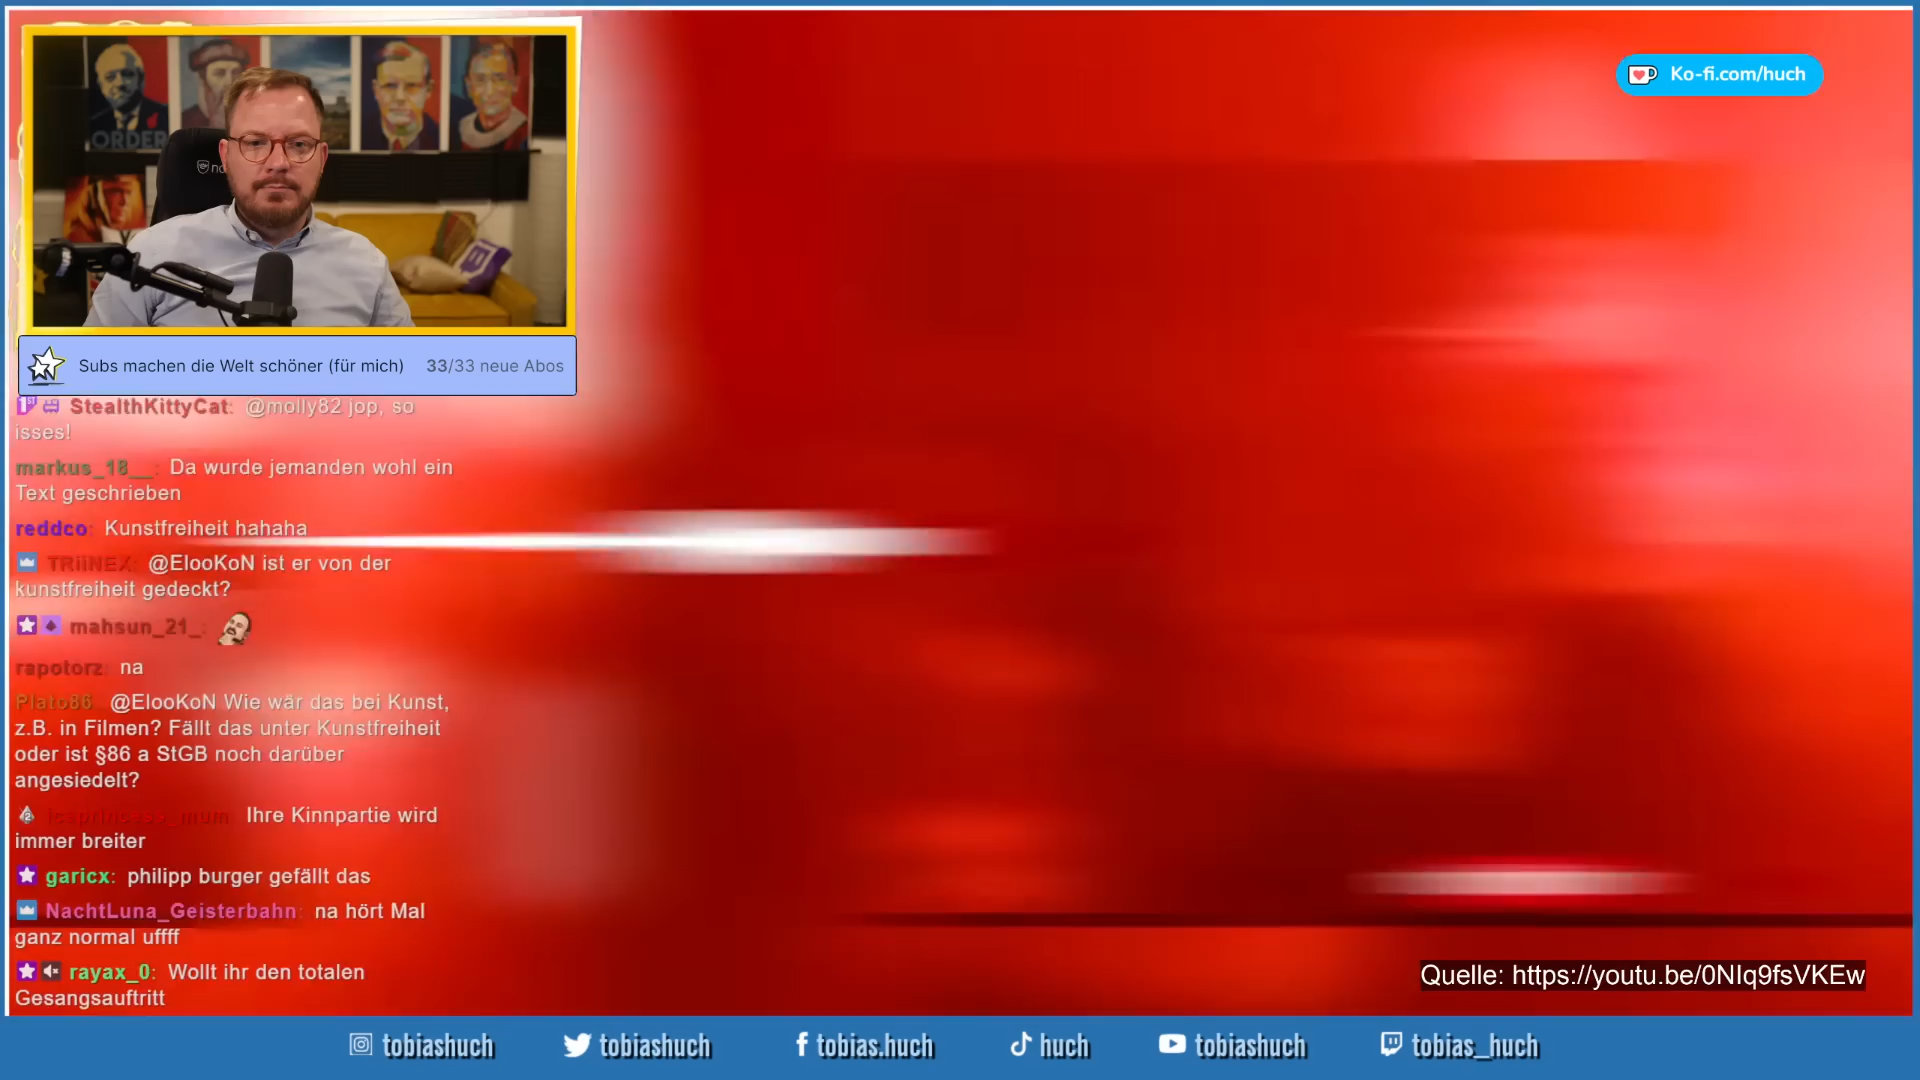 ORDER
Ko-fi.com/huch
Subs machen die Welt schöner (für mich) 33/33 neue Abos
StealthKittyCat: @molly82 jop, so
isses!
markus_18__: Da wurde jemanden wohl ein
Text geschrieben
reddco: Kunstfreiheit hahaha
TRiiNEX: @ElooKoN ist er von der
kunstfreiheit gedeckt?
mahsun_21_:
rapotorz: na
Plato86: @ElooKoN Wie wär das bei Kunst,
z.B. in Filmen? Fällt das unter Kunstfreiheit
oder ist §86 a StGB noch darüber
angesiedelt?
iceprincess_mum: Ihre Kinnpartie wird
immer breiter
garicx: philipp burger gefällt das
NachtLuna_Geisterbahn: na hört Mal
ganz normal uffff
rayax_0: Wollt ihr den totalen
Gesangsauftritt
Quelle: https://youtu.be/0NIq9fsVKEw
tobiashuch tobiashuch tobias.huch huch tobiashuch tobias_huch